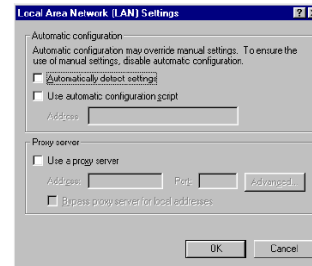 Local Area Network (LAN) Settings
Automatic configuration
Automatic configuration may override manual settings. To ensure the
use of manual settings, disable automatic configuration.
Automatically detect settings
Use automatic configuration script
Address:
Proxy server
Use a proxy server
Address: Port: Advanced...
Bypass proxy server for local addresses
OK Cancel